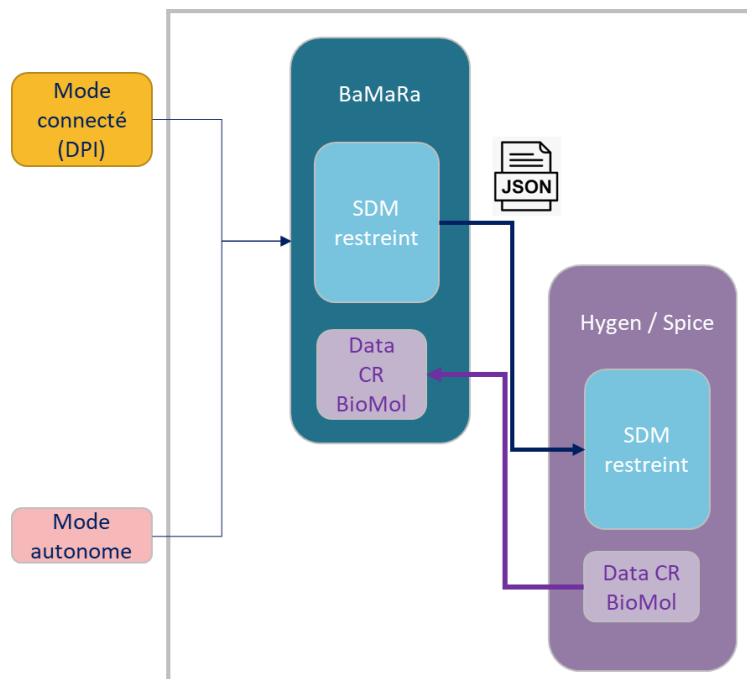 Mode
connecté
(DPI)
BaMaRa
SDM
restreint
JSON
Data
CR
BioMol
Hygen / Spice
SDM
restreint
Data CR
BioMol
Mode
autonome